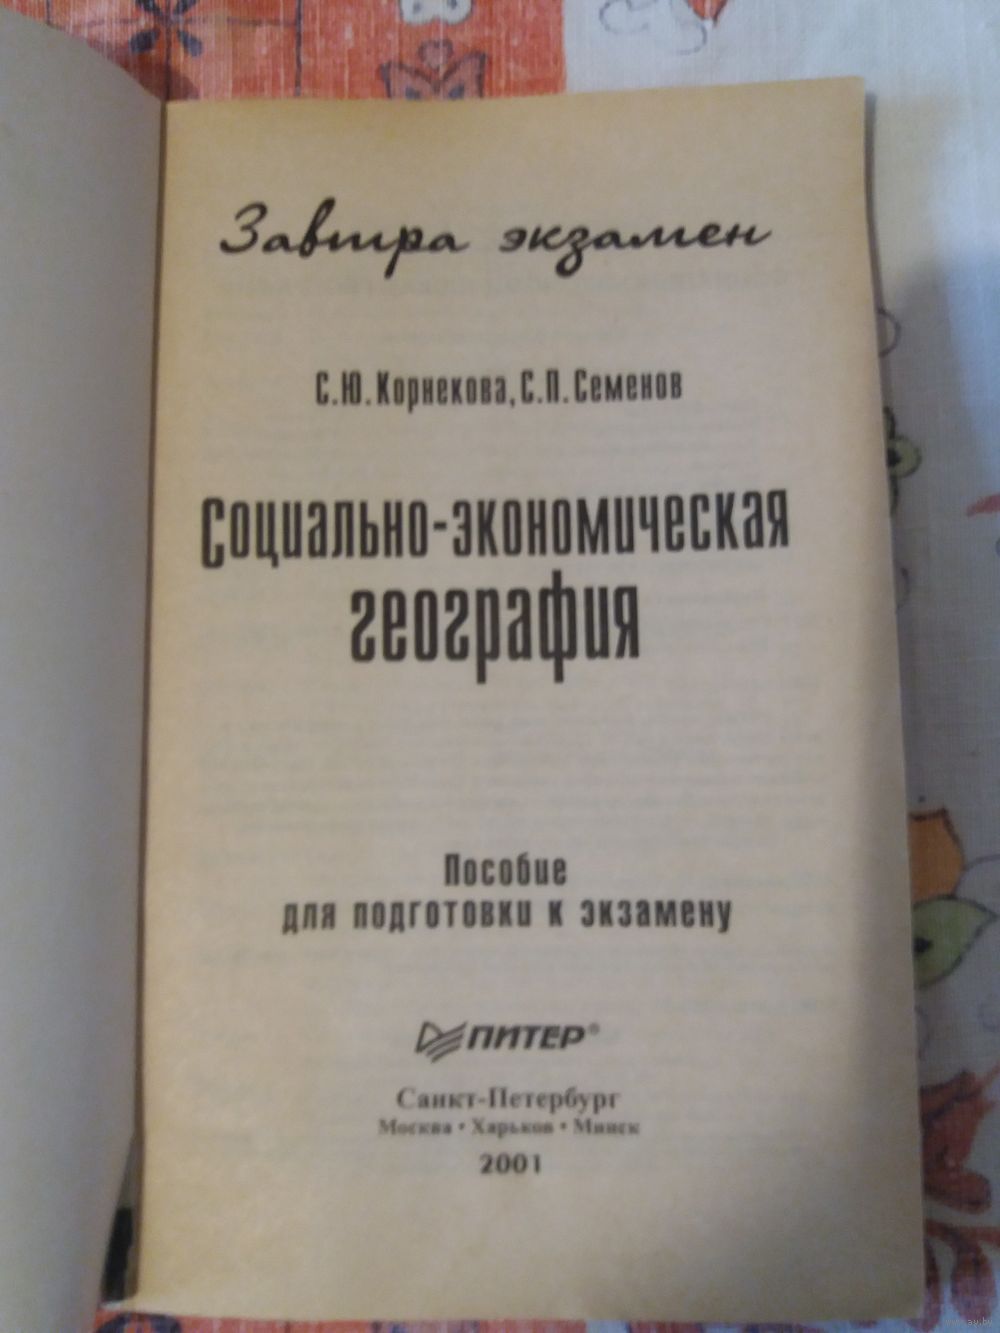 Завтра экзамен
С.Ю.Корнекова, С.П.Семенов
Социально-экономическая
география
Пособие
для подготовки к экзамену
ПИТЕР®
Санкт-Петербург
Москва • Харьков • Минск
2001